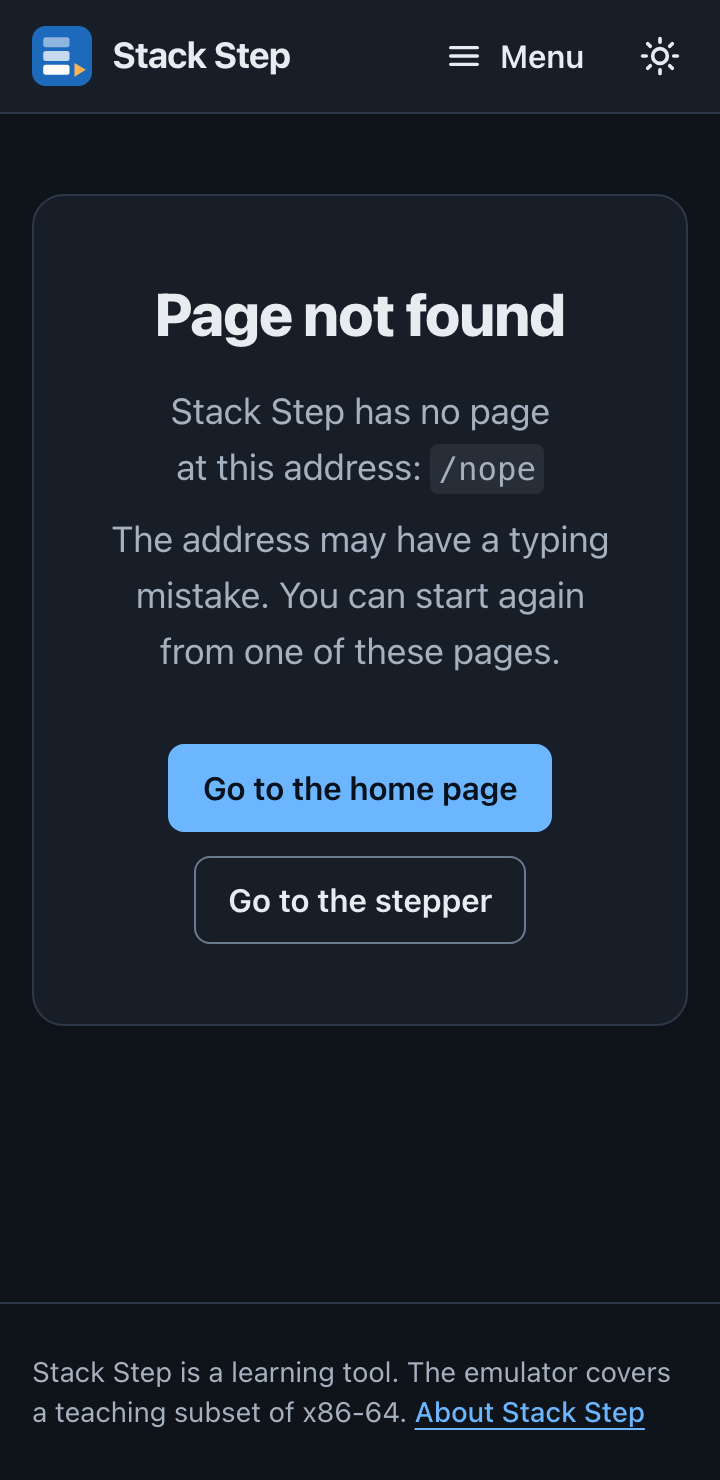 Stack Step
Menu
Page not found
Stack Step has no page
at this address: /nope
The address may have a typing
mistake. You can start again
from one of these pages.
Go to the home page
Go to the stepper
Stack Step is a learning tool. The emulator covers
a teaching subset of x86-64. About Stack Step